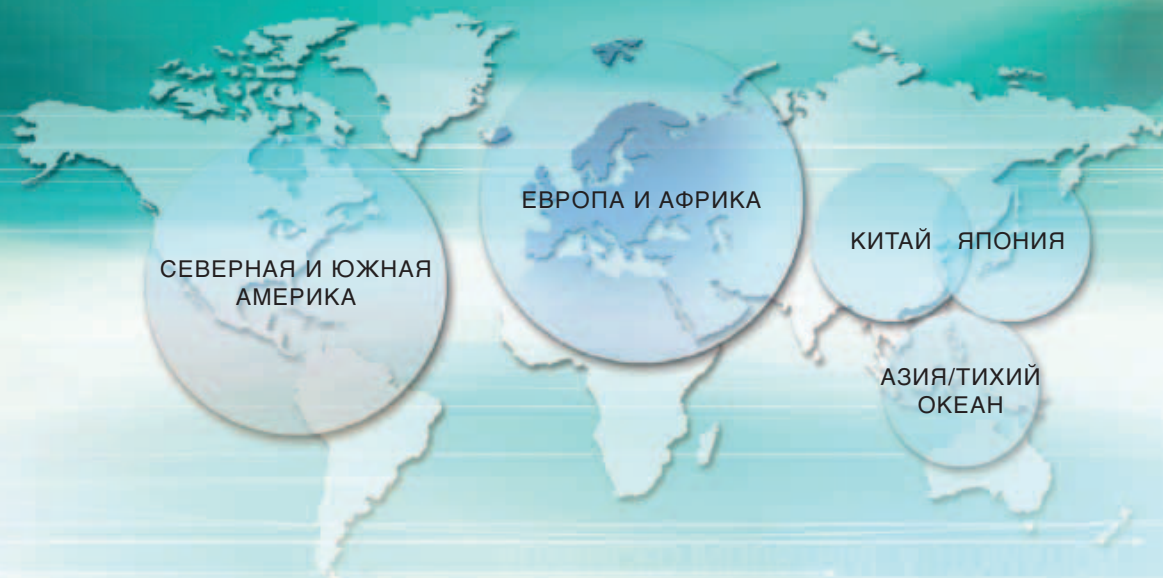 ЕВРОПА И АФРИКА
СЕВЕРНАЯ И ЮЖНАЯ
АМЕРИКА
КИТАЙ
ЯПОНИЯ
АЗИЯ/ТИХИЙ
ОКЕАН